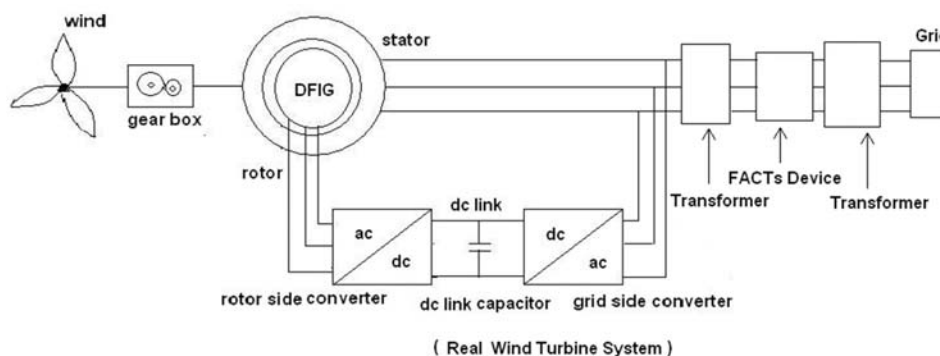 wind
stator
Gri
DFIG
gear box
rotor
FACTs Device
Transformer
Transformer
dc link
ac
dc
dc
ac
rotor side converter
dc link capacitor
grid side converter
( Real Wind Turbine System )